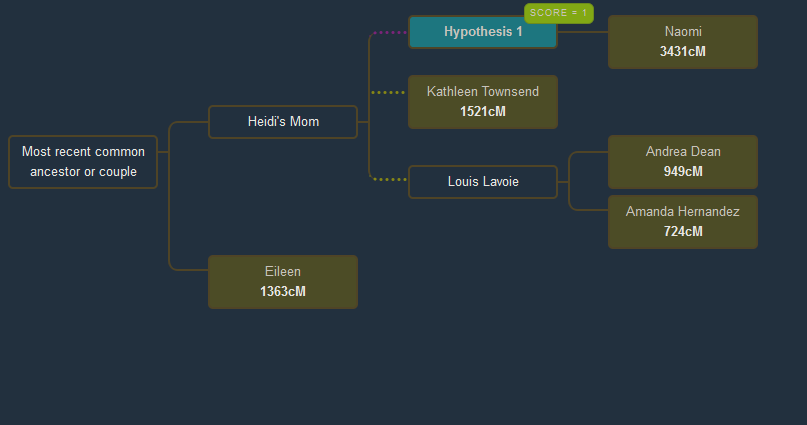 SCORE = 1
Hypothesis 1
Naomi
3431cM
Kathleen Townsend
1521cM
Heidi's Mom
Most recent common
ancestor or couple
Louis Lavoie
Andrea Dean
949cM
Amanda Hernandez
724cM
Eileen
1363cM